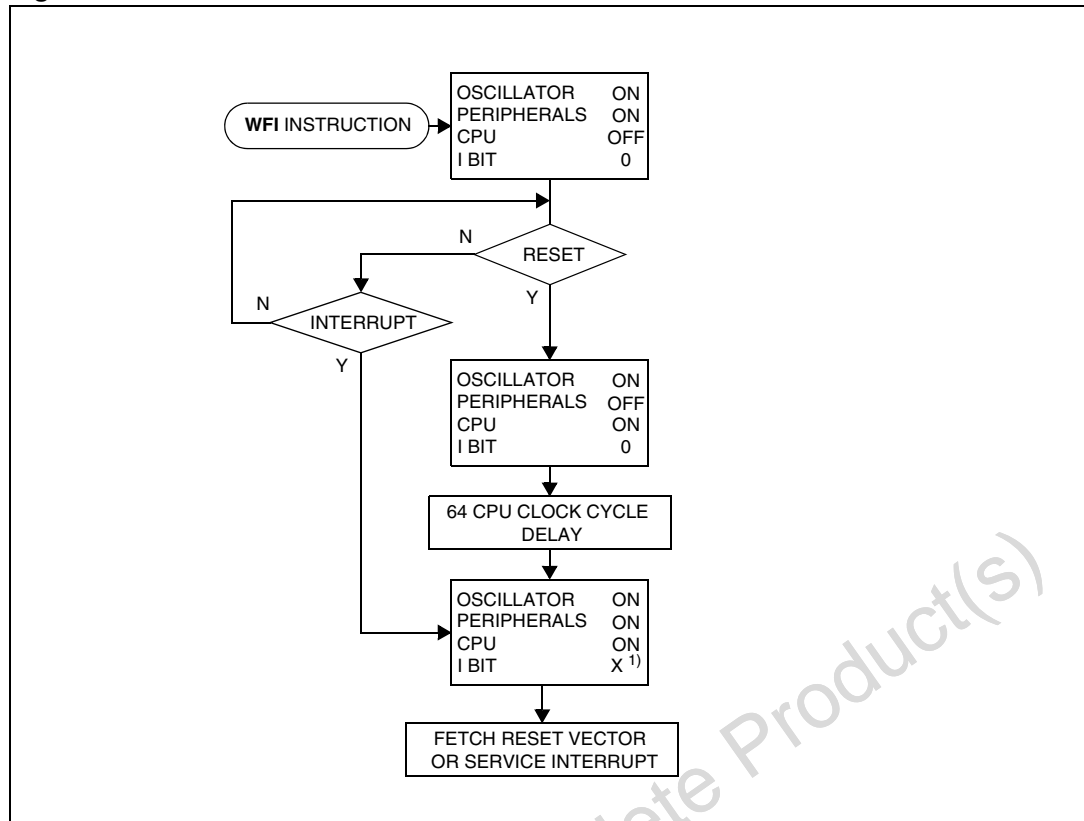 WFI INSTRUCTION
OSCILLATOR ON
PERIPHERALS ON
CPU OFF
I BIT 0
RESET
N
Y
INTERRUPT
N
Y
OSCILLATOR ON
PERIPHERALS OFF
CPU ON
I BIT 0
64 CPU CLOCK CYCLE
DELAY
OSCILLATOR ON
PERIPHERALS ON
CPU ON
I BIT X 1)
FETCH RESET VECTOR
OR SERVICE INTERRUPT
Product(s)